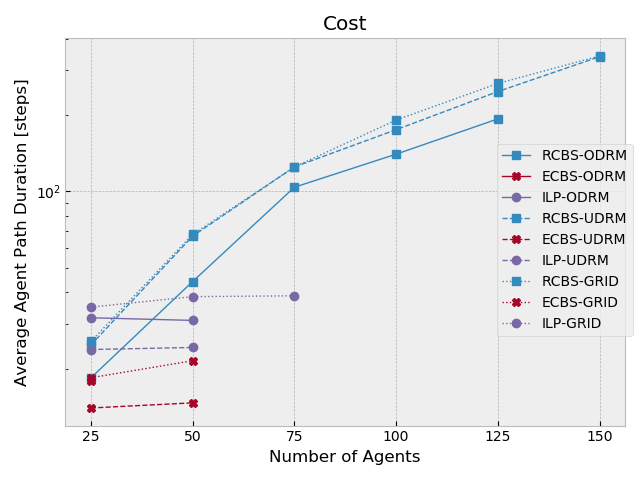 Cost
Average Agent Path Duration [steps]
10²
RCBS-ODRM
ECBS-ODRM
ILP-ODRM
RCBS-UDRM
ECBS-UDRM
ILP-UDRM
RCBS-GRID
ECBS-GRID
ILP-GRID
25 50 75 100 125 150
Number of Agents